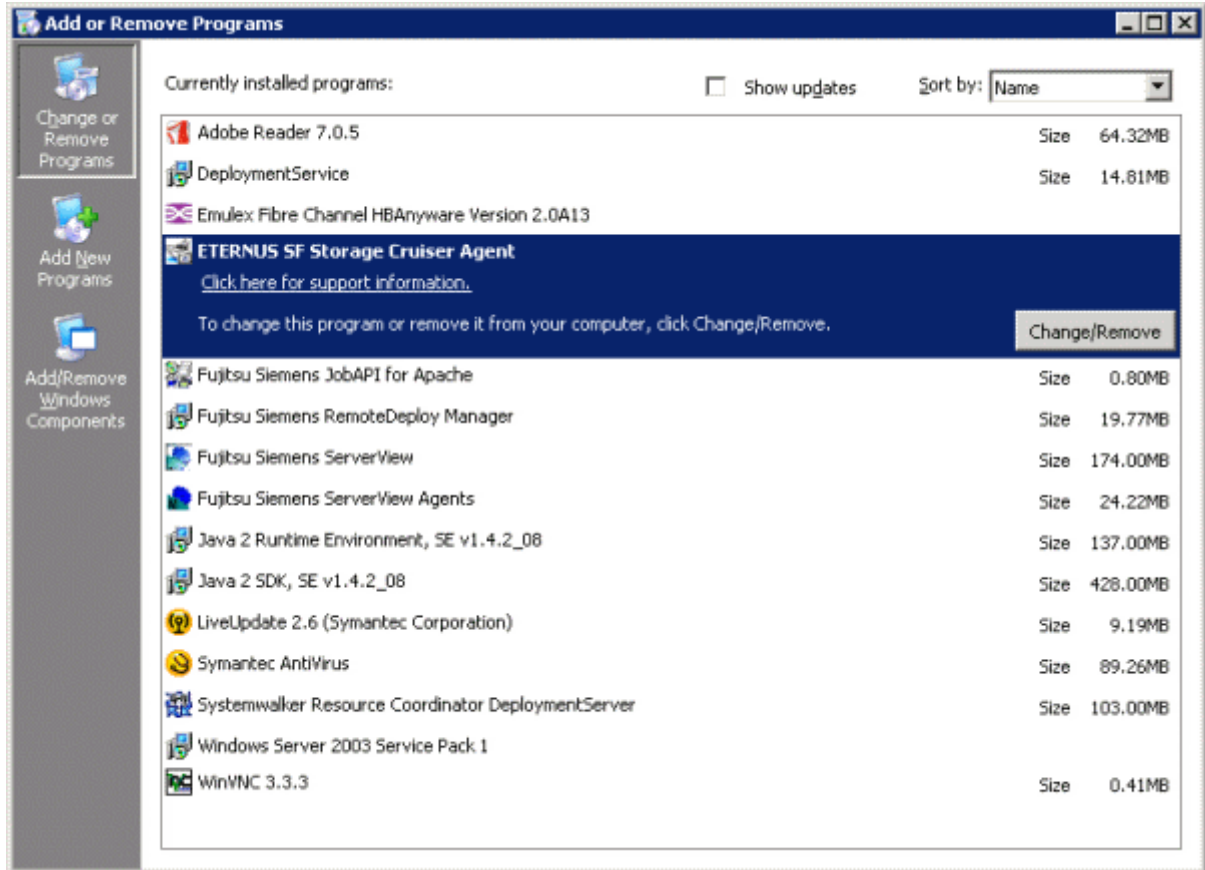 Add or Remove Programs
Change or
Remove
Programs
Add New
Programs
Add/Remove
Windows
Components
Currently installed programs:
Show updates
Sort by: Name
Adobe Reader 7.0.5 Size 64.32MB
DeploymentService Size 14.81MB
Emulex Fibre Channel HBAnyware Version 2.0A13
ETERNUS SF Storage Cruiser Agent
Click here for support information.
To change this program or remove it from your computer, click Change/Remove.
Change/Remove
Fujitsu Siemens JobAPI for Apache Size 0.80MB
Fujitsu Siemens RemoteDeploy Manager Size 19.77MB
Fujitsu Siemens ServerView Size 174.00MB
Fujitsu Siemens ServerView Agents Size 24.22MB
Java 2 Runtime Environment, SE v1.4.2_08 Size 137.00MB
Java 2 SDK, SE v1.4.2_08 Size 428.00MB
LiveUpdate 2.6 (Symantec Corporation) Size 9.19MB
Symantec AntiVirus Size 89.26MB
Systemwalker Resource Coordinator DeploymentServer Size 103.00MB
Windows Server 2003 Service Pack 1
WinVNC 3.3.3 Size 0.41MB